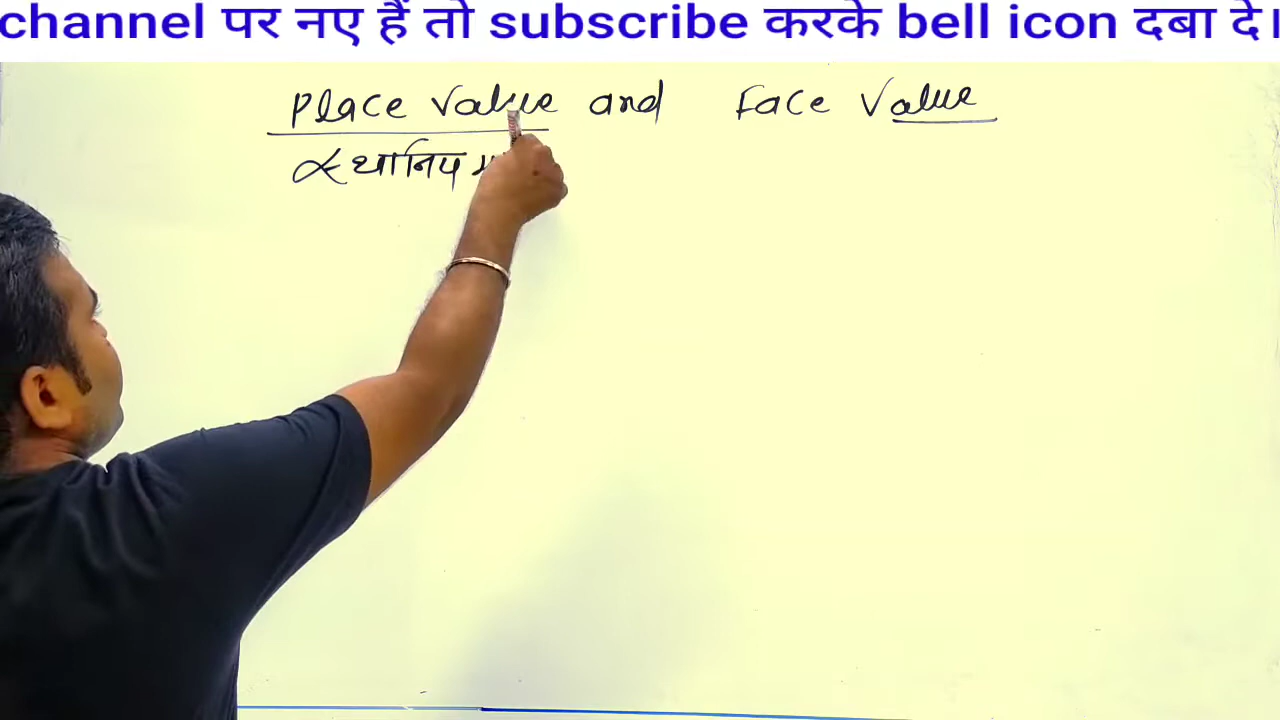 channel पर नए हैं तो subscribe करके bell icon दबा दे।
Place Value and Face Value
स्थानिय